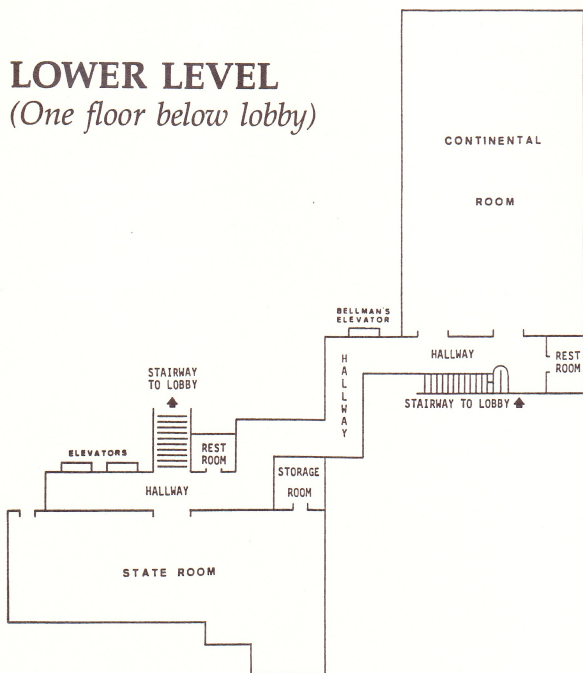 LOWER LEVEL
(One floor below lobby)
CONTINENTAL
ROOM
BELLMAN'S
ELEVATOR
HALLWAY
HALLWAY
REST
ROOM
STAIRWAY TO LOBBY
STAIRWAY
TO LOBBY
REST
ROOM
ELEVATORS
STORAGE
ROOM
HALLWAY
STATE ROOM